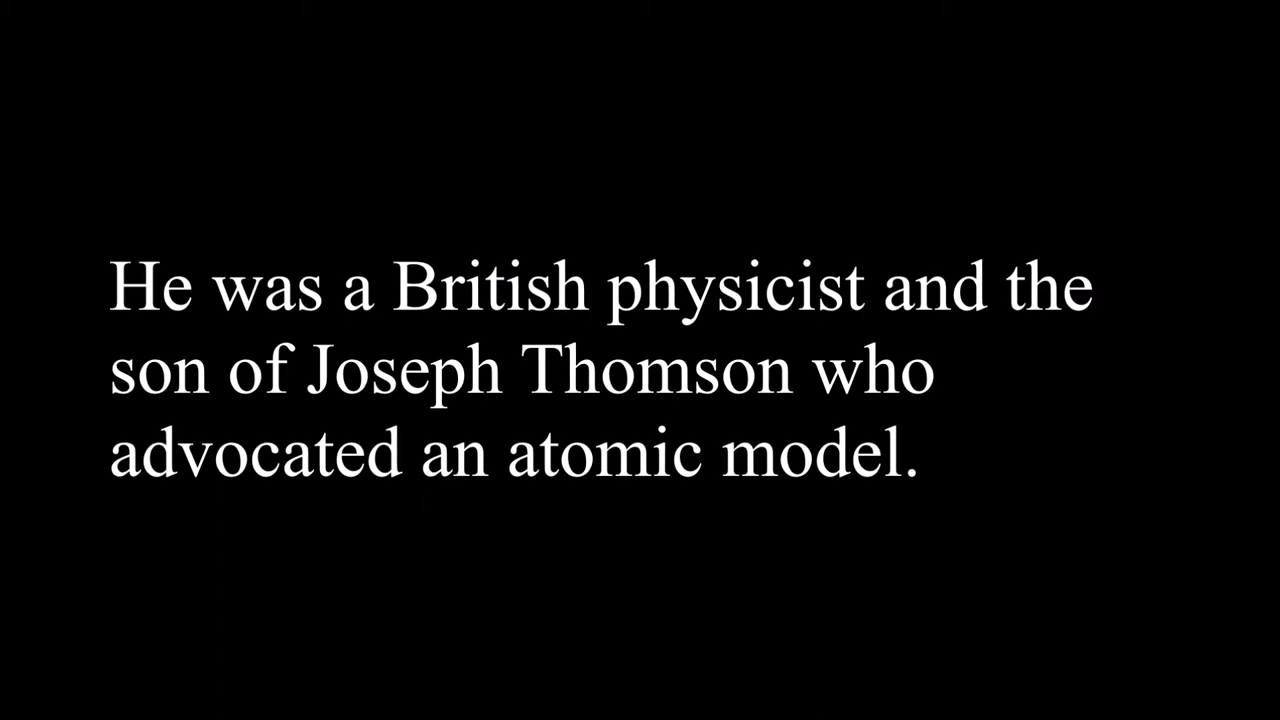 He was a British physicist and the
son of Joseph Thomson who
advocated an atomic model.